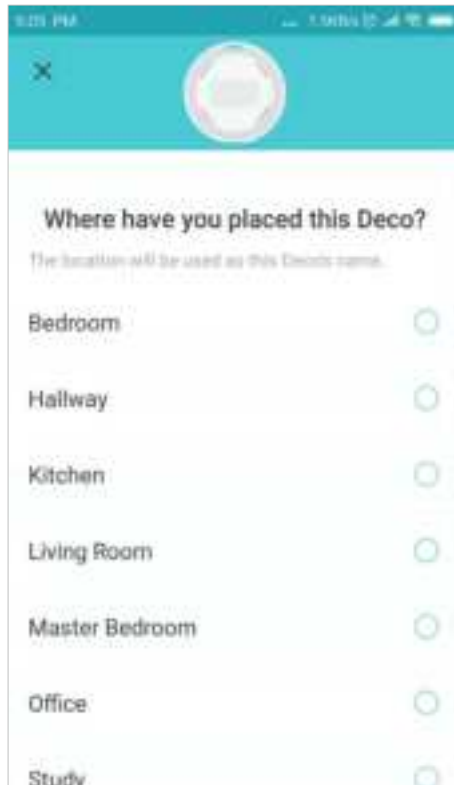 Where have you placed this Deco?
The location will be used as this Deco's name.
Bedroom
Hallway
Kitchen
Living Room
Master Bedroom
Office
Study